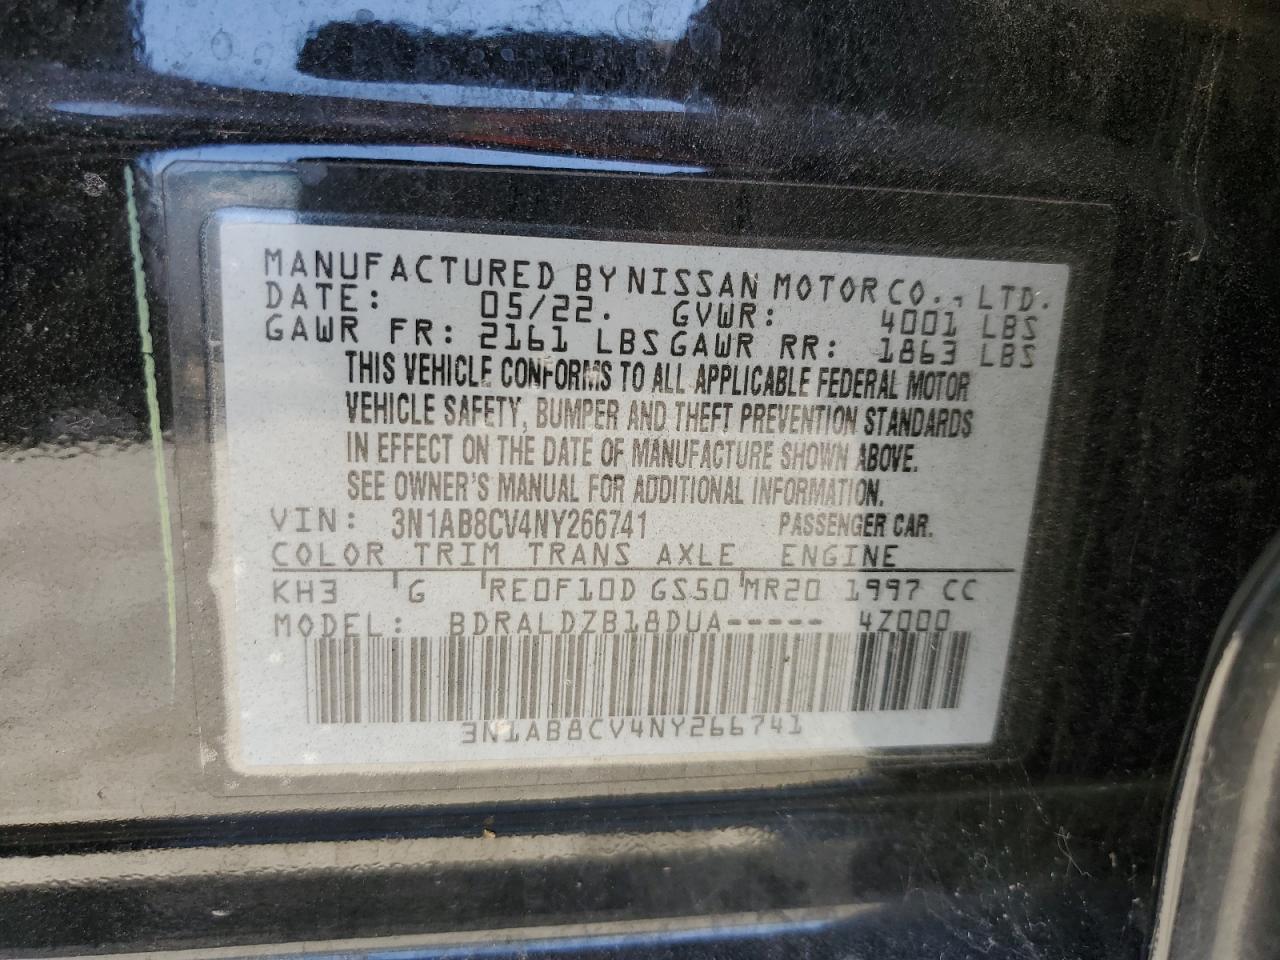 MANUFACTURED BY NISSAN MOTOR CO., LTD.
DATE: 05/22. GVWR: 4001 LBS
GAWR FR: 2161 LBS GAWR RR: 1863 LBS
THIS VEHICLE CONFORMS TO ALL APPLICABLE FEDERAL MOTOR
VEHICLE SAFETY, BUMPER AND THEFT PREVENTION STANDARDS
IN EFFECT ON THE DATE OF MANUFACTURE SHOWN ABOVE.
SEE OWNER'S MANUAL FOR ADDITIONAL INFORMATION.
VIN: 3N1AB8CV4NY266741 PASSENGER CAR.
COLOR TRIM TRANS AXLE ENGINE
KH3 G RE0F10D GS50 MR20 1997 CC
MODEL: BDRALDZB18DUA----- 4Z000
3N1AB8CV4NY266741